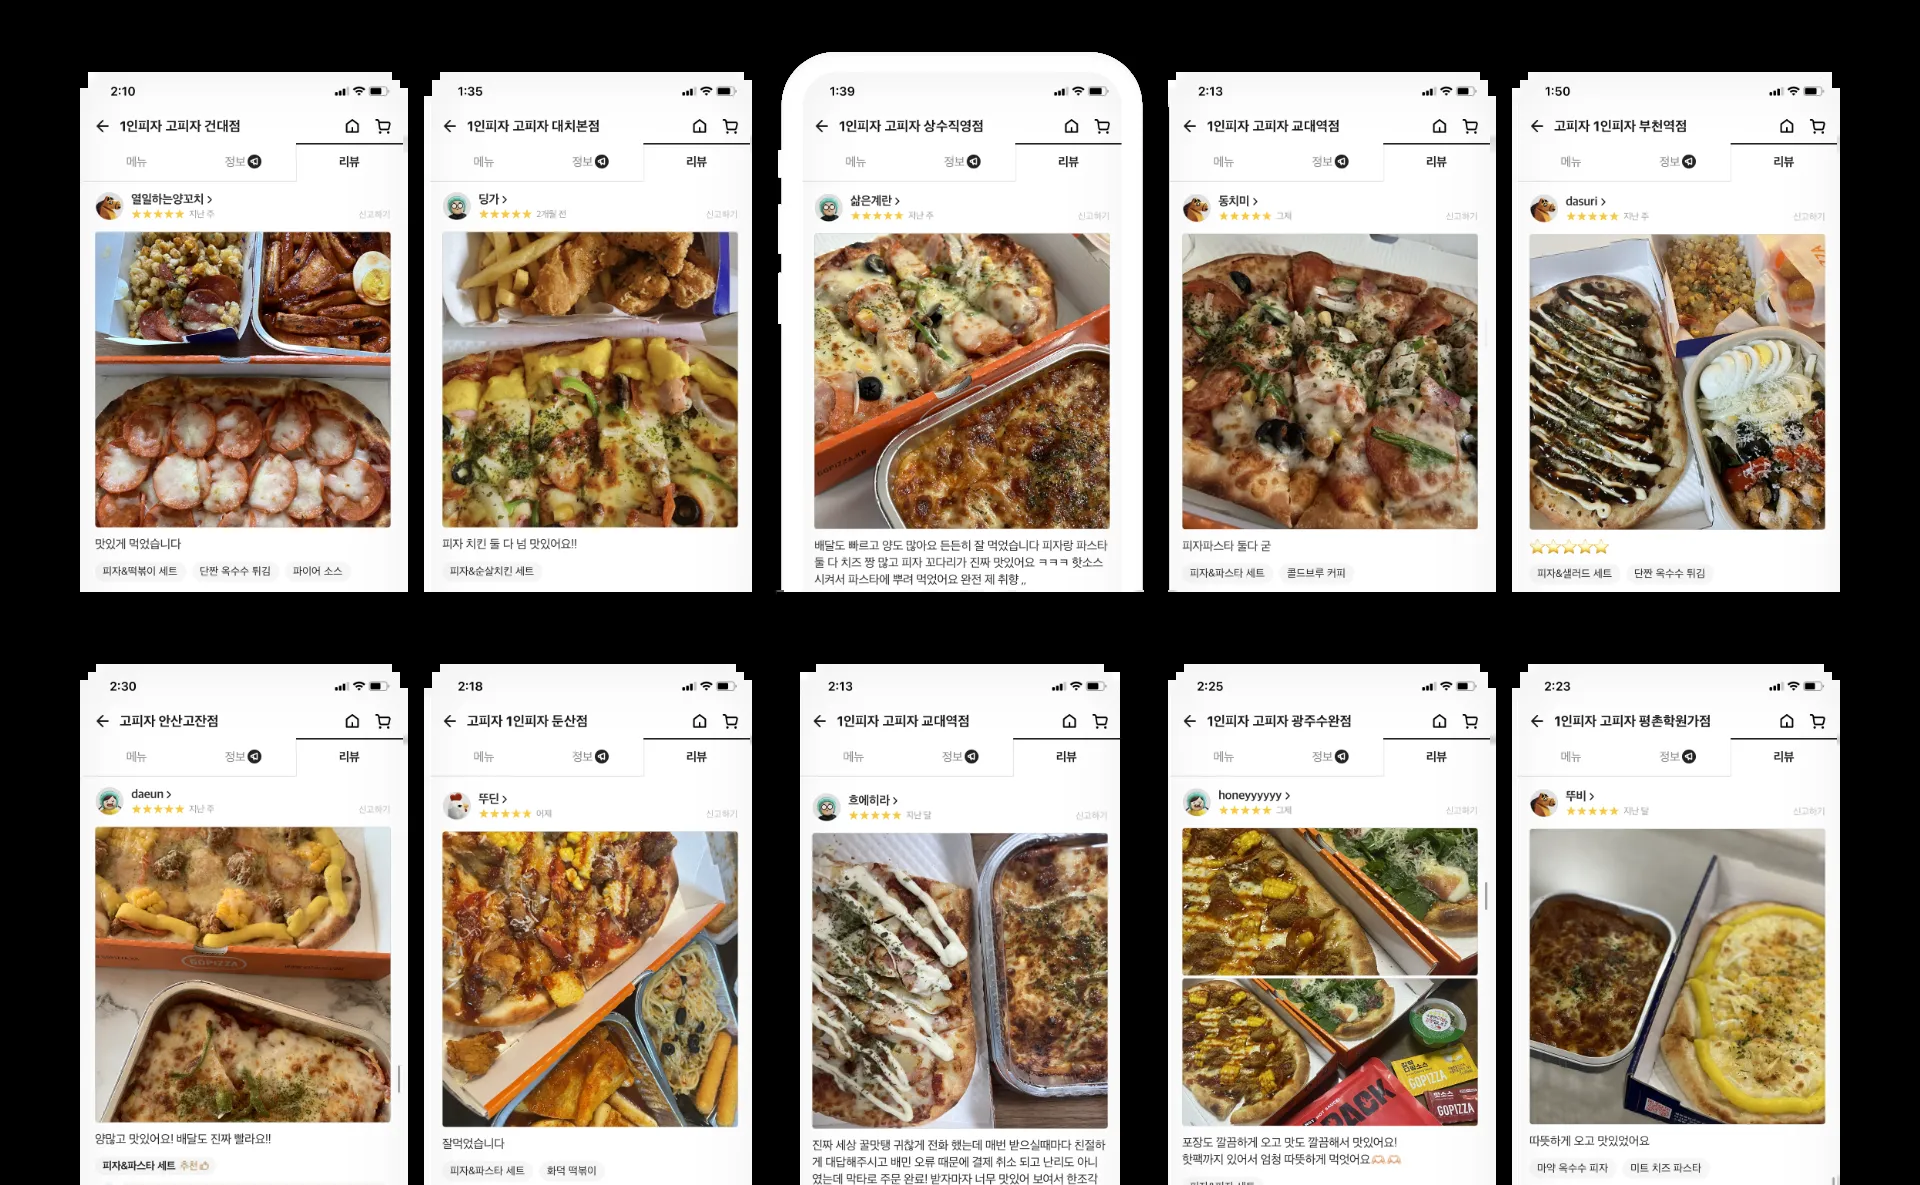 2:10
1인피자 고피자 건대점
메뉴
정보
리뷰
열일하는양꼬치
지난 주
신고하기
맛있게 먹었습니다
피자&떡볶이 세트
단짠 옥수수 튀김
파이어 소스
1:35
1인피자 고피자 대치본점
메뉴
정보
리뷰
딩가
2개월 전
신고하기
피자 치킨 둘 다 넘 맛있어요!!
피자&순살치킨 세트
1:39
1인피자 고피자 상수직영점
메뉴
정보
리뷰
삶은계란
지난 주
신고하기
GOPIZZA
배달도 빠르고 양도 많아요 든든히 잘 먹었습니다 피자랑 파스타
둘 다 치즈 짱 많고 피자 꼬다리가 진짜 맛있어요 ㅋㅋㅋ 핫소스
시켜서 파스타에 뿌려 먹었어요 완전 제 취향 ,,
2:13
1인피자 고피자 교대역점
메뉴
정보
리뷰
동치미
그제
신고하기
피자파스타 둘다 굳
피자&파스타 세트
콜드브루 커피
1:50
고피자 1인피자 부천역점
메뉴
정보
리뷰
dasuri
지난 주
신고하기
피자&샐러드 세트
단짠 옥수수 튀김
2:30
고피자 안산고잔점
메뉴
정보
리뷰
daeun
지난 주
신고하기
GOPIZZA
양많고 맛있어요! 배달도 진짜 빨라요!!
피자&파스타 세트 추천
2:18
고피자 1인피자 둔산점
메뉴
정보
리뷰
뚜딘
어제
신고하기
잘먹었습니다
피자&파스타 세트
화덕 떡볶이
2:13
1인피자 고피자 교대역점
메뉴
정보
리뷰
흐에히라
지난 달
신고하기
진짜 세상 꿀맛탱 귀찮게 전화 했는데 매번 받으실때마다 친절하
게 대답해주시고 배민 오류 때문에 결제 취소 되고 난리도 아니
였는데 막타로 주문 완료! 받자마자 너무 맛있어 보여서 한조각
2:25
1인피자 고피자 광주수완점
메뉴
정보
리뷰
honeyyyyyy
그제
신고하기
GOPIZZA
핫소스
GOPIZZA
PACK
포장도 깔끔하게 오고 맛도 깔끔해서 맛있어요!
핫팩까지 있어서 엄청 따뜻하게 먹엇어요
피자&피자 세트
2:23
1인피자 고피자 평촌학원가점
메뉴
정보
리뷰
뚜비
지난 달
신고하기
따뜻하게 오고 맛있었어요
마약 옥수수 피자
미트 치즈 파스타